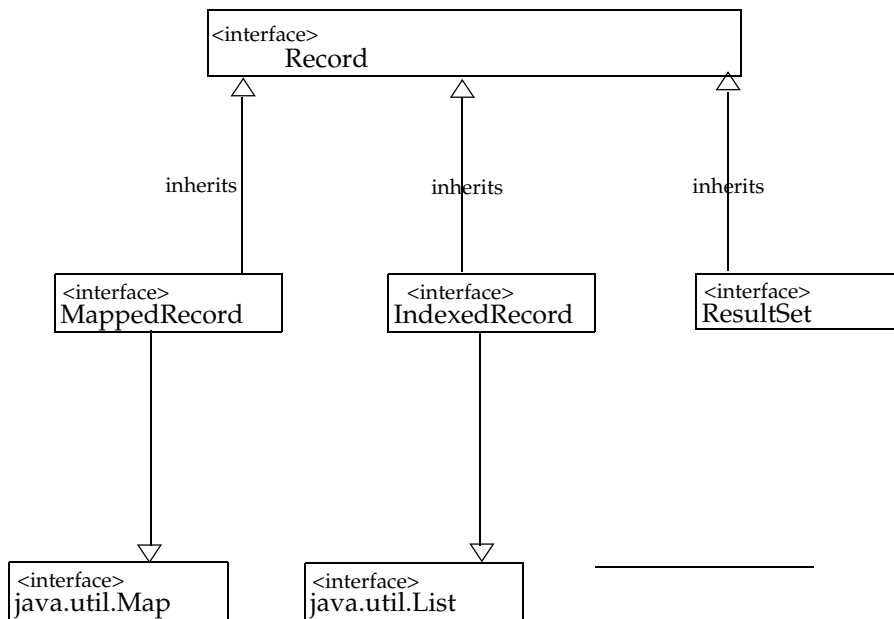 <interface>
Record
inherits
inherits
inherits
<interface>
MappedRecord
<interface>
IndexedRecord
<interface>
ResultSet
<interface>
java.util.Map
<interface>
java.util.List